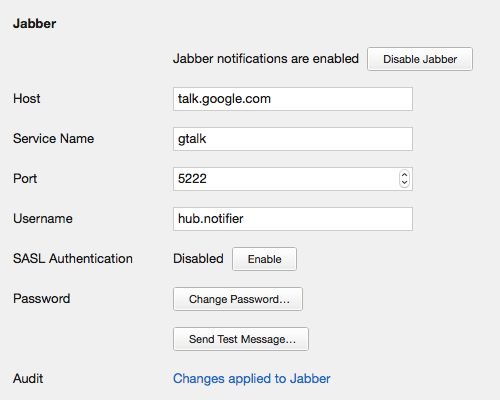 Jabber
Jabber notifications are enabled Disable Jabber
Host talk.google.com
Service Name gtalk
Port 5222
Username hub.notifier
SASL Authentication Disabled Enable
Password Change Password...
Send Test Message...
Audit Changes applied to Jabber